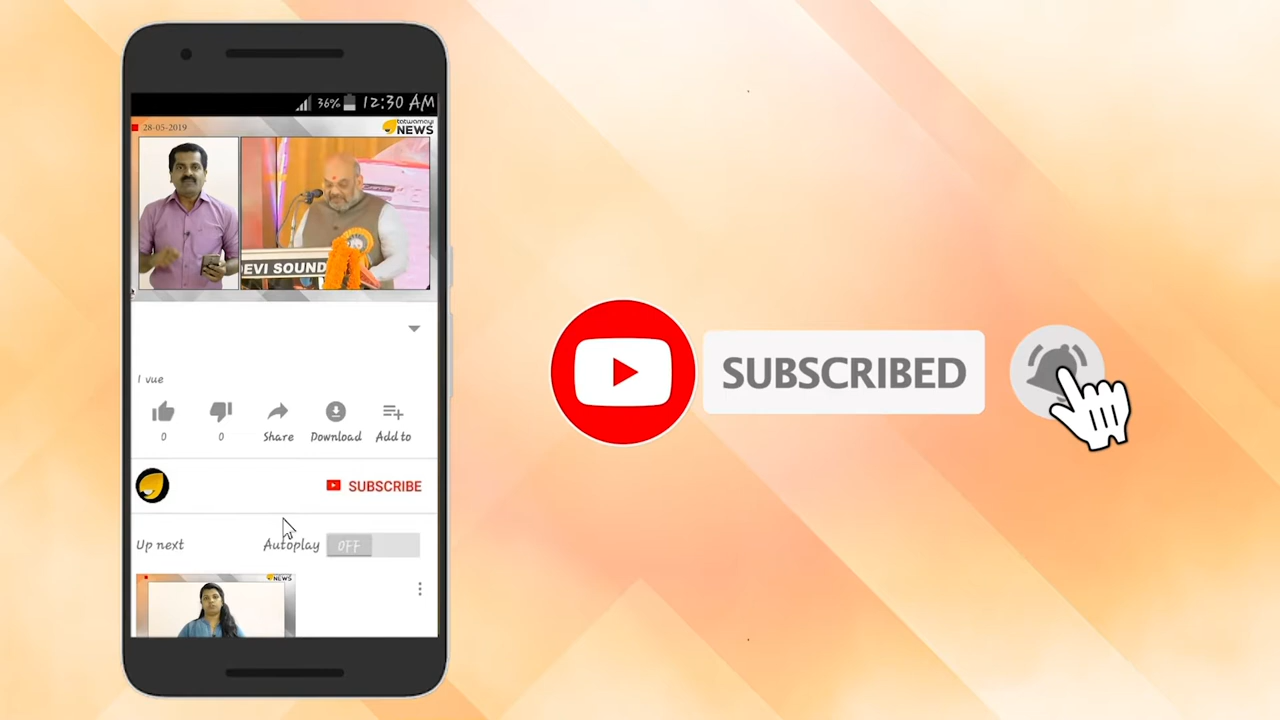 36% 12:30 AM
28-05-2019
tatwamayi
NEWS
DEVI SOUND
1 vue
0 0 Share Download Add to
SUBSCRIBE
Up next Autoplay OFF
NEWS
SUBSCRIBED